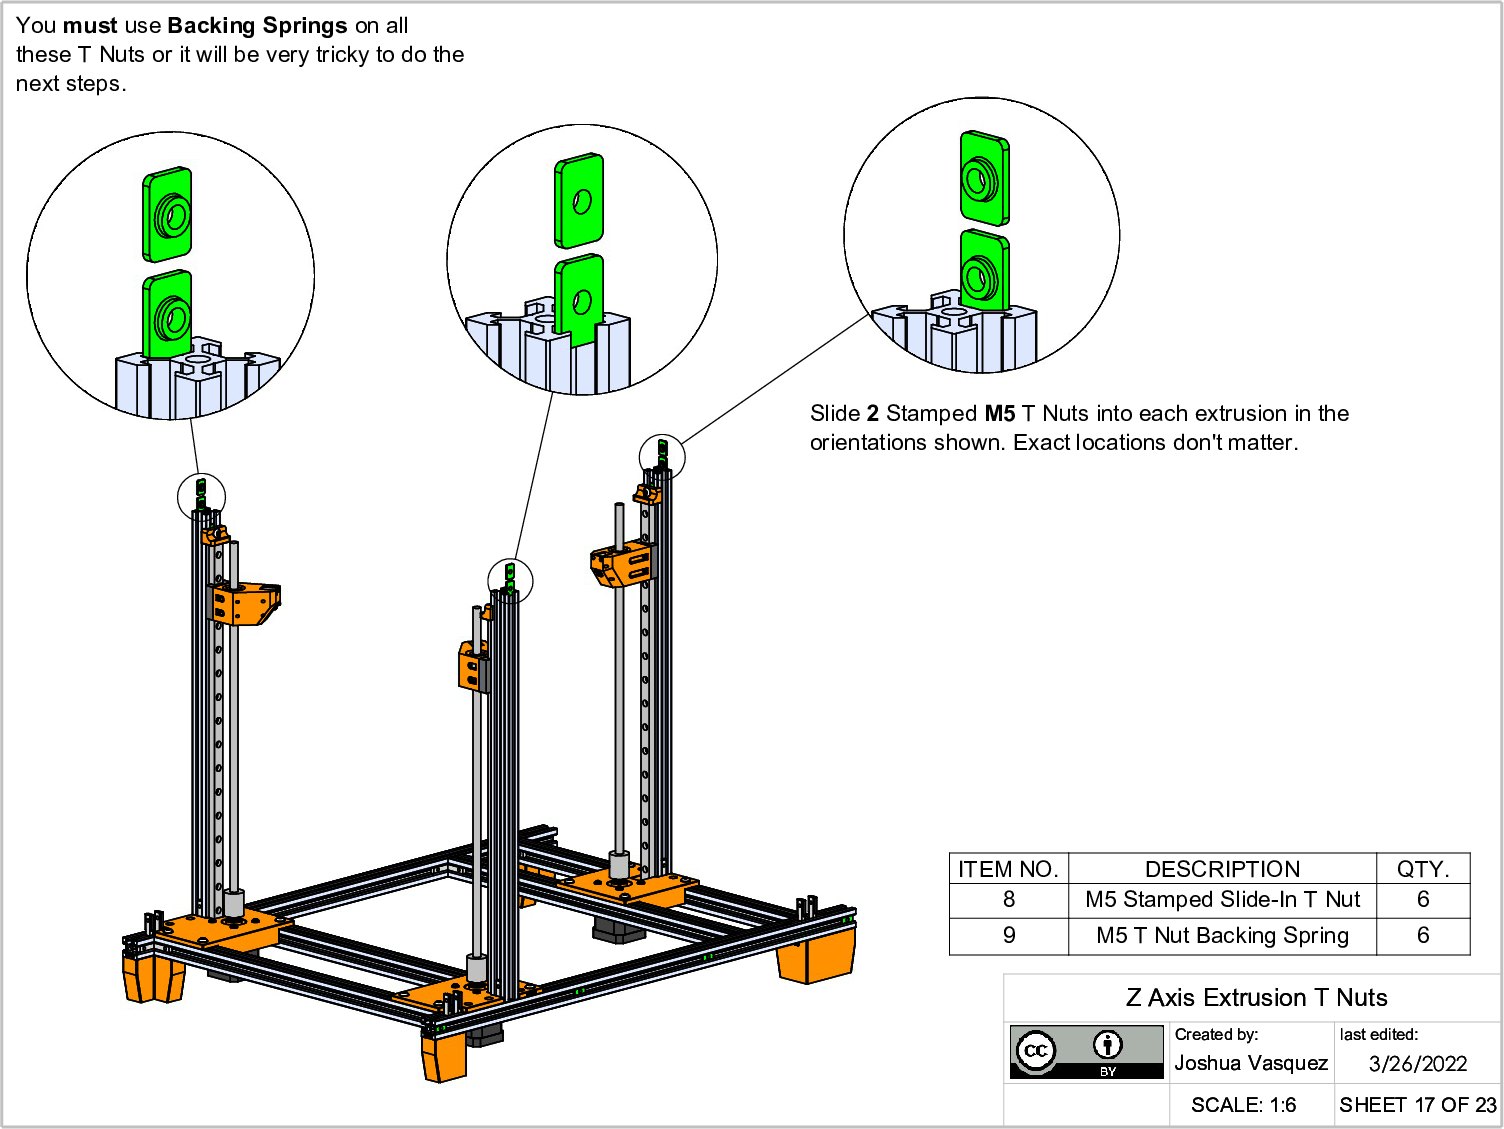 You must use Backing Springs on all
these T Nuts or it will be very tricky to do the
next steps.
Slide 2 Stamped M5 T Nuts into each extrusion in the
orientations shown. Exact locations don't matter.
ITEM NO. DESCRIPTION QTY.
8 M5 Stamped Slide-In T Nut 6
9 M5 T Nut Backing Spring 6
Z Axis Extrusion T Nuts
cc BY
Created by:
Joshua Vasquez
last edited:
3/26/2022
SCALE: 1:6
SHEET 17 OF 23